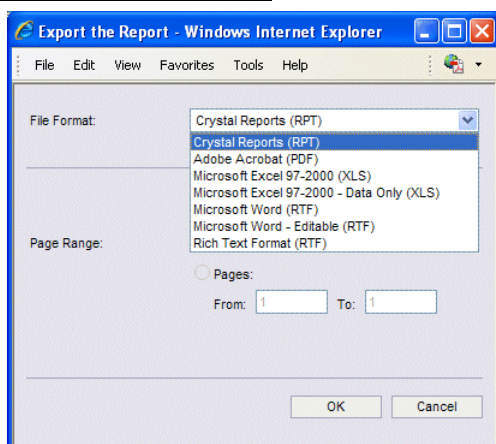 Export the Report - Windows Internet Explorer
File Edit View Favorites Tools Help
File Format: Crystal Reports (RPT)
Crystal Reports (RPT)
Adobe Acrobat (PDF)
Microsoft Excel 97-2000 (XLS)
Microsoft Excel 97-2000 - Data Only (XLS)
Microsoft Word (RTF)
Microsoft Word - Editable (RTF)
Rich Text Format (RTF)
Page Range:
Pages:
From: 1 To: 1
OK Cancel